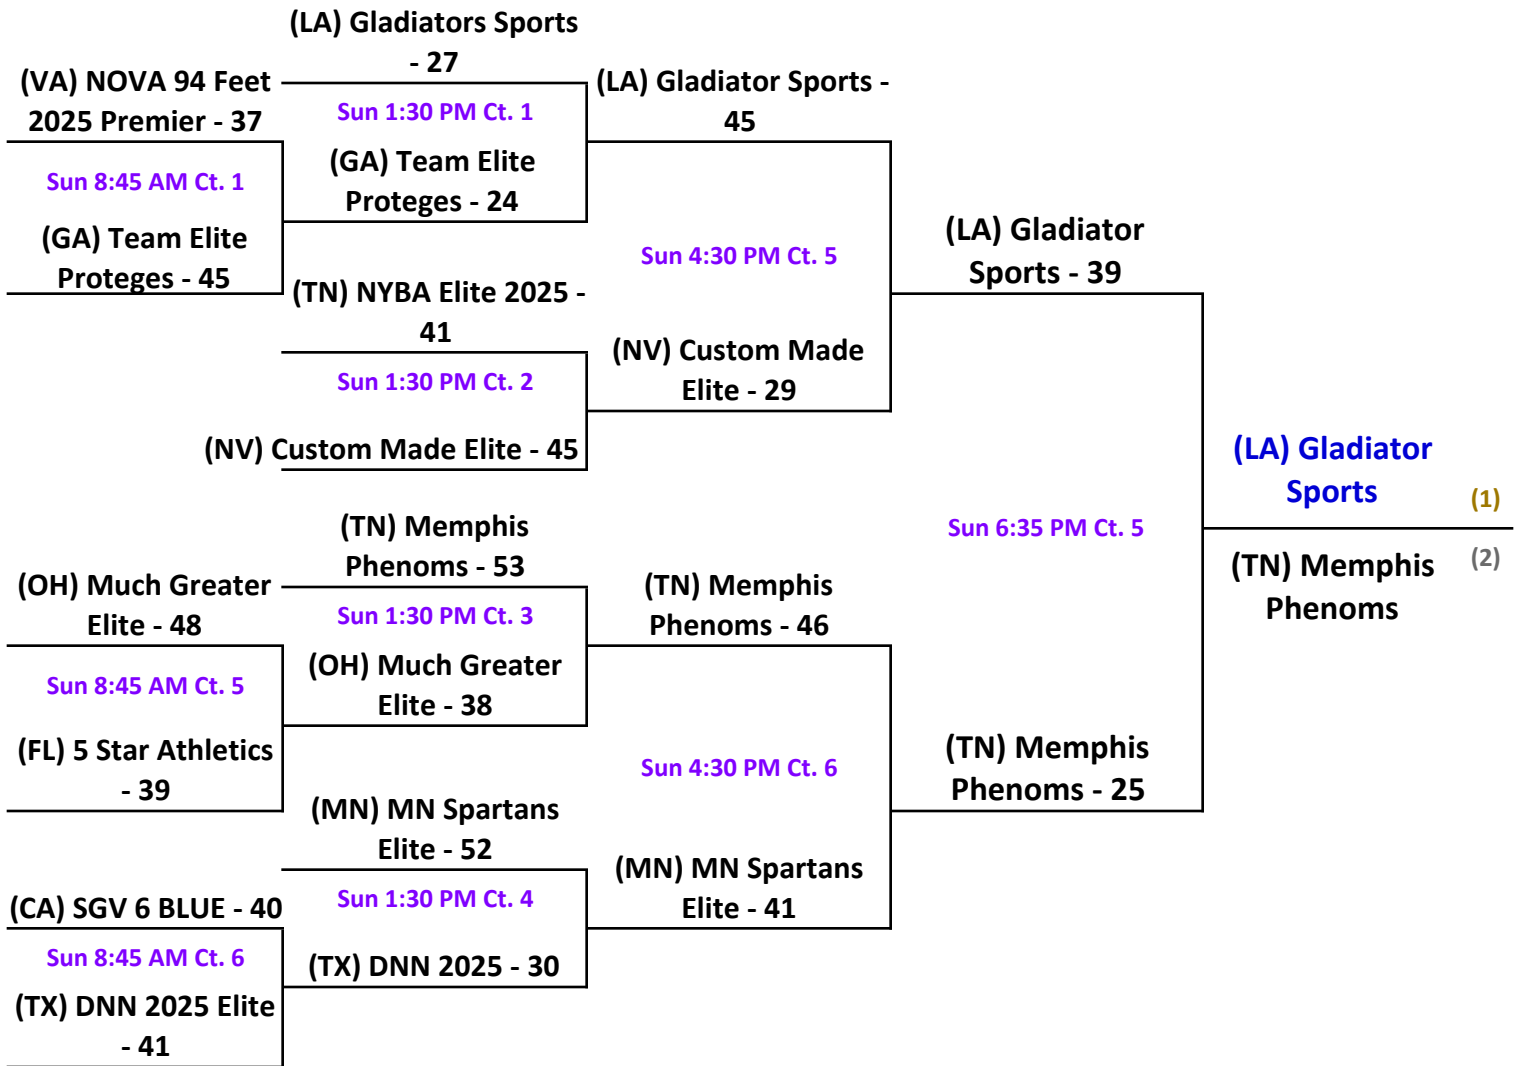 (VA) NOVA 94 Feet
2025 Premier - 37
Sun 8:45 AM Ct. 1
(GA) Team Elite
Proteges - 45
(OH) Much Greater
Elite - 48
Sun 8:45 AM Ct. 5
(FL) 5 Star Athletics
- 39
(CA) SGV 6 BLUE - 40
Sun 8:45 AM Ct. 6
(TX) DNN 2025 Elite
- 41
(LA) Gladiators Sports
- 27
Sun 1:30 PM Ct. 1
(GA) Team Elite
Proteges - 24
(TN) NYBA Elite 2025 -
41
Sun 1:30 PM Ct. 2
(NV) Custom Made Elite - 45
(TN) Memphis
Phenoms - 53
Sun 1:30 PM Ct. 3
(OH) Much Greater
Elite - 38
(MN) MN Spartans
Elite - 52
Sun 1:30 PM Ct. 4
(TX) DNN 2025 - 30
(LA) Gladiator Sports -
45
Sun 4:30 PM Ct. 5
(NV) Custom Made
Elite - 29
(TN) Memphis
Phenoms - 46
Sun 4:30 PM Ct. 6
(MN) MN Spartans
Elite - 41
(LA) Gladiator
Sports - 39
Sun 6:35 PM Ct. 5
(TN) Memphis
Phenoms - 25
(LA) Gladiator
Sports
(1)
(TN) Memphis
Phenoms
(2)